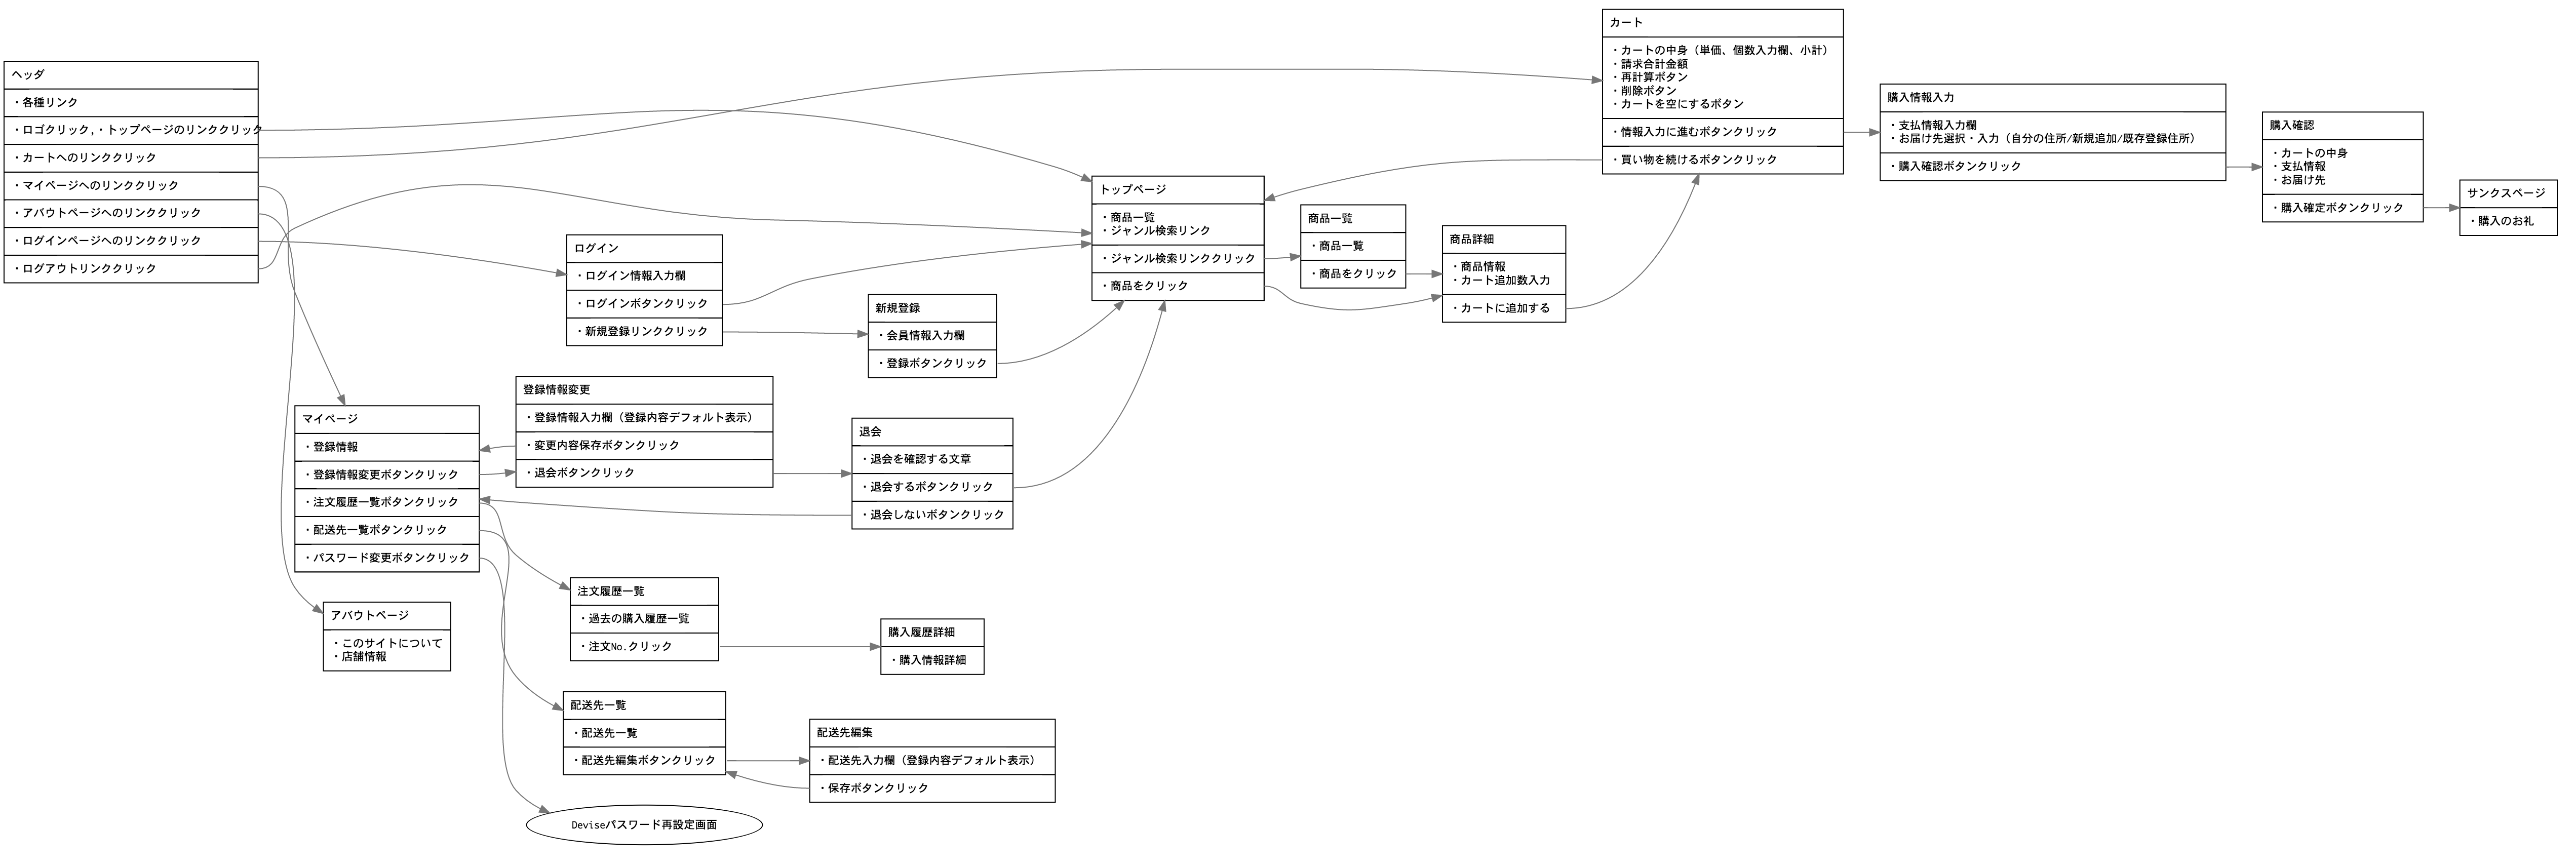 ヘッダ
・各種リンク
・ロゴクリック,・トップページのリンククリック
・カートへのリンククリック
・マイページへのリンククリック
・アバウトページへのリンククリック
・ログインページへのリンククリック
・ログアウトリンククリック
マイページ
・登録情報
・登録情報変更ボタンクリック
・注文履歴一覧ボタンクリック
・配送先一覧ボタンクリック
・パスワード変更ボタンクリック
アバウトページ
・このサイトについて
・店舗情報
ログイン
・ログイン情報入力欄
・ログインボタンクリック
・新規登録リンククリック
登録情報変更
・登録情報入力欄（登録内容デフォルト表示）
・変更内容保存ボタンクリック
・退会ボタンクリック
注文履歴一覧
・過去の購入履歴一覧
・注文No.クリック
配送先一覧
・配送先一覧
・配送先編集ボタンクリック
Deviseパスワード再設定画面
新規登録
・会員情報入力欄
・登録ボタンクリック
退会
・退会を確認する文章
・退会するボタンクリック
・退会しないボタンクリック
購入履歴詳細
・購入情報詳細
配送先編集
・配送先入力欄（登録内容デフォルト表示）
・保存ボタンクリック
トップページ
・商品一覧
・ジャンル検索リンク
・ジャンル検索リンククリック
・商品をクリック
商品一覧
・商品一覧
・商品をクリック
商品詳細
・商品情報
・カート追加数入力
・カートに追加する
カート
・カートの中身（単価、個数入力欄、小計）
・請求合計金額
・再計算ボタン
・削除ボタン
・カートを空にするボタン
・情報入力に進むボタンクリック
・買い物を続けるボタンクリック
購入情報入力
・支払情報入力欄
・お届け先選択・入力（自分の住所/新規追加/既存登録住所）
・購入確認ボタンクリック
購入確認
・カートの中身
・支払情報
・お届け先
・購入確定ボタンクリック
サンクスページ
・購入のお礼